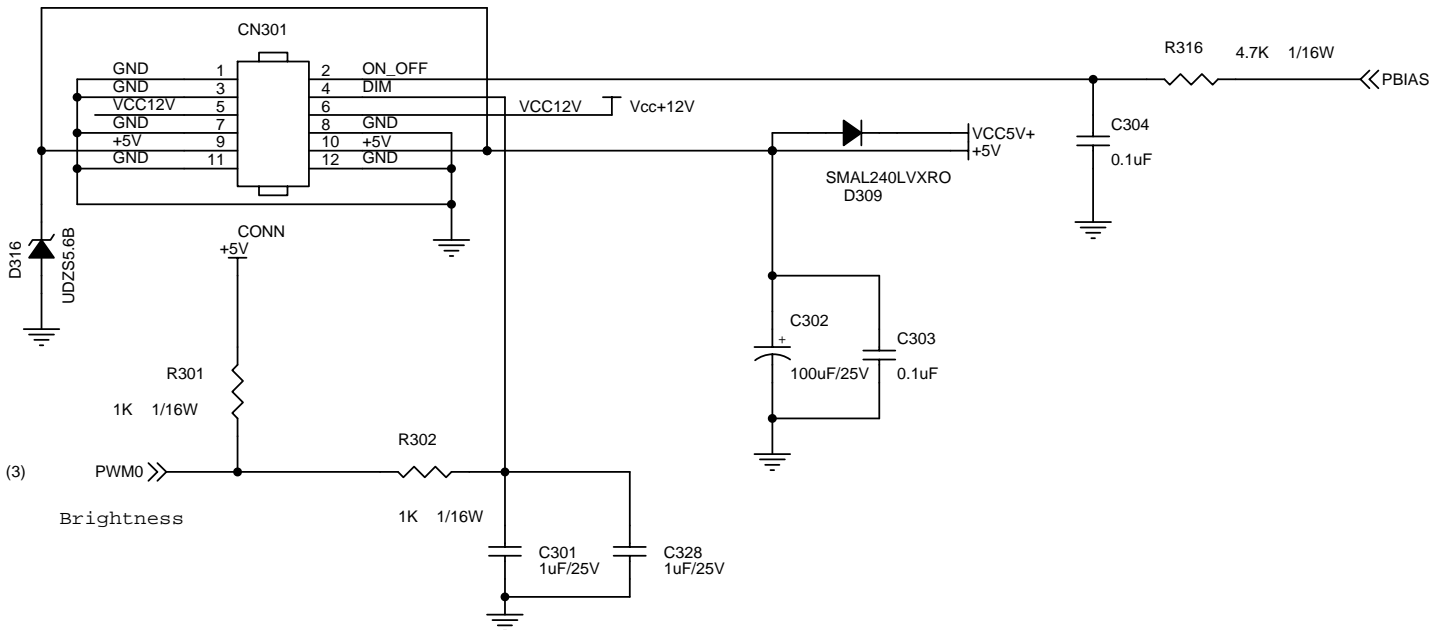 CN301
R316 4.7K 1/16W
GND 1 2 ON_OFF
PBIAS
GND 3 4 DIM
VCC12V 5 6 VCC12V Vcc+12V
GND 7 8 GND
+5V 9 10 +5V
GND 11 12 GND
C304
0.1uF
VCC5V+
+5V
SMAL240LVXRO
D309
CONN
+5V
D316
UDZS5.6B
C302
+
100uF/25V
C303
0.1uF
R301
1K 1/16W
R302
(3) PWM0
1K 1/16W
Brightness
C301
1uF/25V
C328
1uF/25V